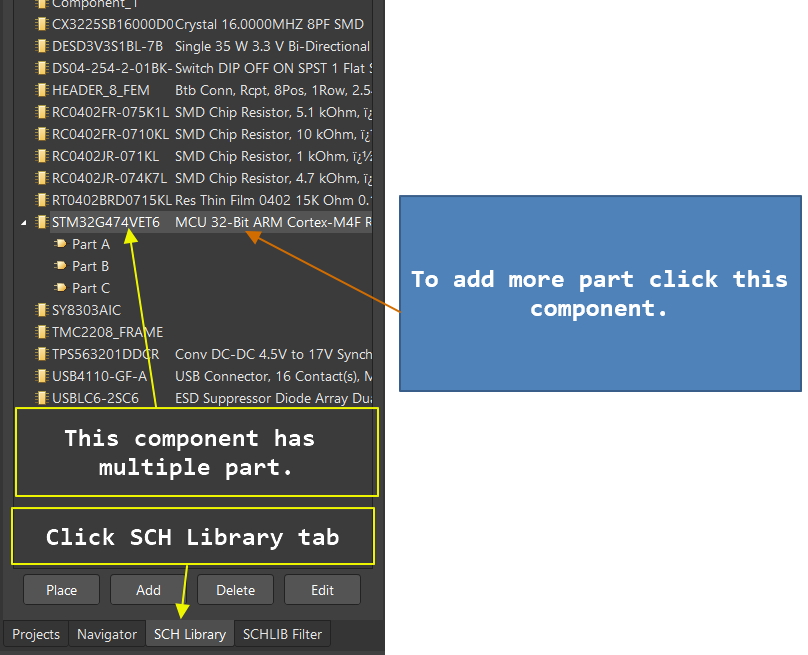 Component_1
CX3225SB16000D0 Crystal 16.0000MHZ 8PF SMD
DESD3V3S1BL-7B Single 35 W 3.3 V Bi-Directional
DS04-254-2-01BK- Switch DIP OFF ON SPST 1 Flat S
HEADER_8_FEM Btb Conn, Rcpt, 8Pos, 1Row, 2.5
RC0402FR-075K1L SMD Chip Resistor, 5.1 kOhm, ï¿
RC0402FR-0710KL SMD Chip Resistor, 10 kOhm, ï¿
RC0402JR-071KL SMD Chip Resistor, 1 kOhm, ï¿½
RC0402JR-074K7L SMD Chip Resistor, 4.7 kOhm, ï¿
RT0402BRD0715KL Res Thin Film 0402 15K Ohm 0.
STM32G474VET6 MCU 32-Bit ARM Cortex-M4F R
Part A
Part B
Part C
SY8303AIC
TMC2208_FRAME
TPS563201DDCR Conv DC-DC 4.5V to 17V Synch
USB4110-GF-A USB Connector, 16 Contact(s), M
USBLC6-2SC6 ESD Suppressor Diode Array Dua
To add more part click this
component.
This component has
multiple part.
Click SCH Library tab
Place Add Delete Edit
Projects Navigator SCH Library SCHLIB Filter